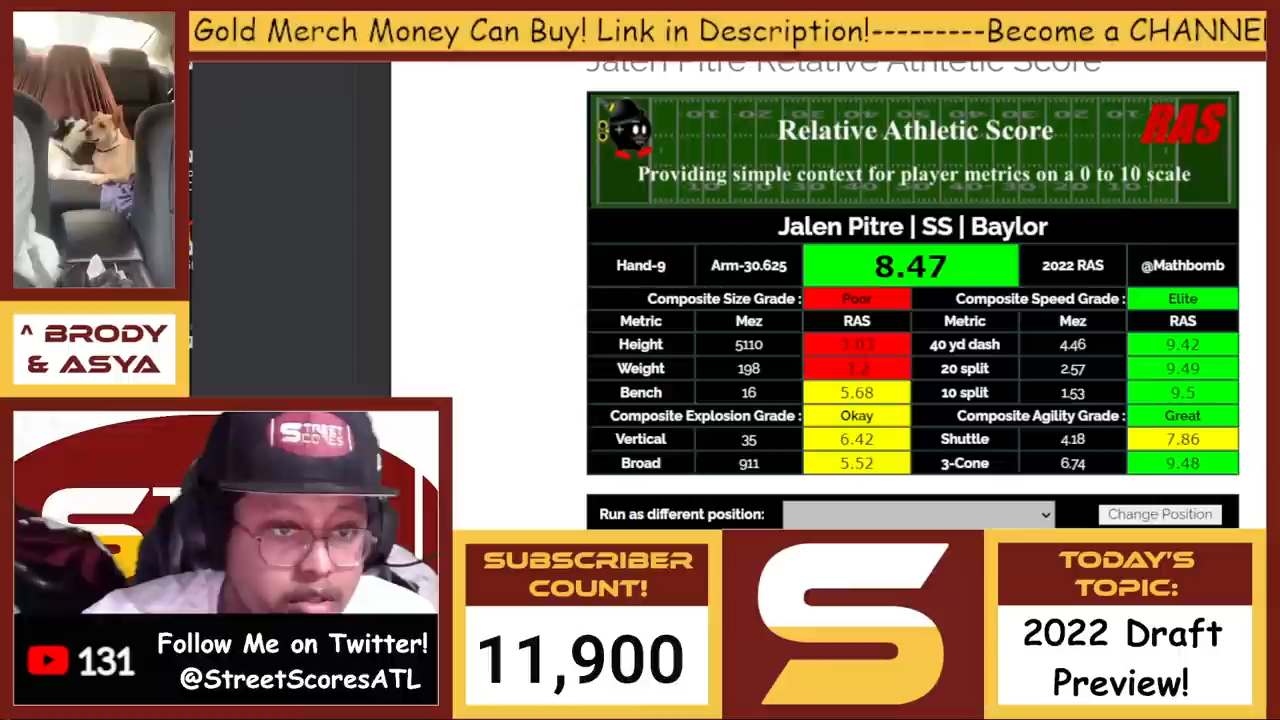 Gold Merch Money Can Buy! Link in Description!---------Become a CHANNEL
Jalen Pitre Relative Athletic Score
Relative Athletic Score
RAS
Providing simple context for player metrics on a 0 to 10 scale
Jalen Pitre | SS | Baylor
Hand-9 Arm-30.625 8.47 2022 RAS @Mathbomb
Composite Size Grade : Poor Composite Speed Grade : Elite
Metric Mez RAS Metric Mez RAS
Height 5110 40 yd dash 4.46 9.42
Weight 198 20 split 2.57 9.49
Bench 16 5.68 10 split 1.53 9.5
Composite Explosion Grade : Okay Composite Agility Grade : Great
Vertical 35 6.42 Shuttle 4.18 7.86
Broad 911 5.52 3-Cone 6.74 9.48
Run as different position: Change Position
^ BRODY
& ASYA
STREET
SCORES
131
Follow Me on Twitter!
@StreetScoresATL
SUBSCRIBER
COUNT!
11,900
S
TODAY'S
TOPIC:
2022 Draft
Preview!